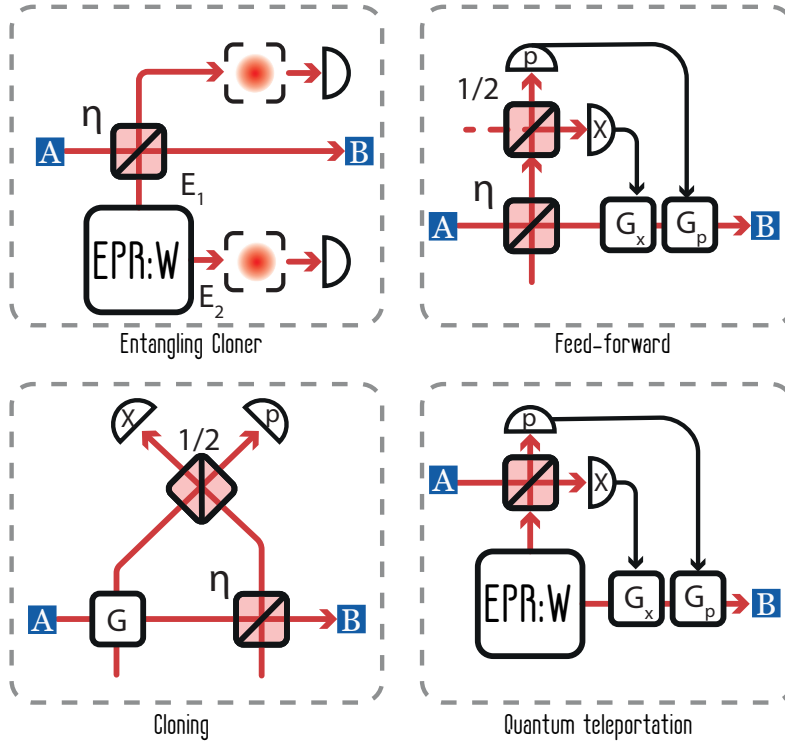 η
A
B
E₁
EPR:W
E₂
Entangling Cloner
p
1/2
X
η
A
Gₓ
Gₚ
B
Feed-forward
X
p
1/2
η
A
G
B
Cloning
p
A
X
EPR:W
Gₓ
Gₚ
B
Quantum teleportation